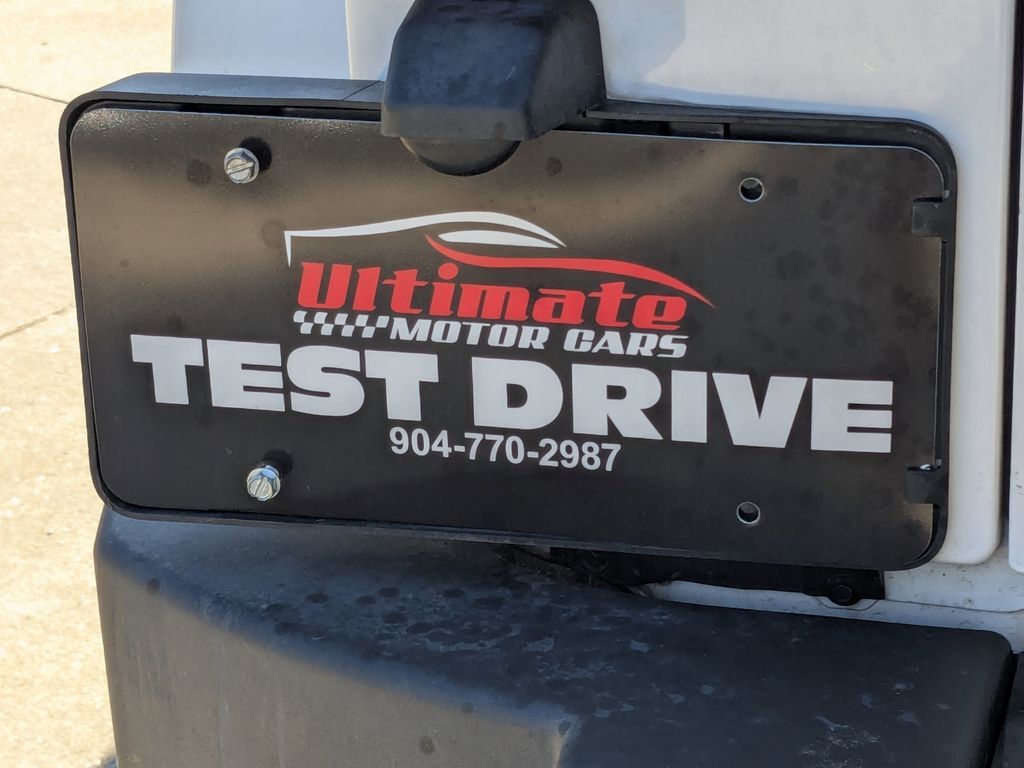 Ultimate
MOTOR CARS
TEST DRIVE
904-770-2987